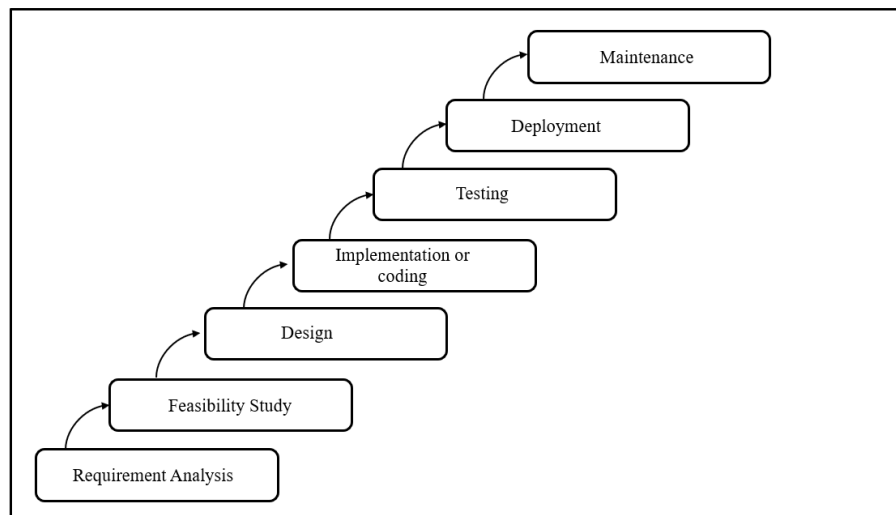 Maintenance
Deployment
Testing
Implementation or
coding
Design
Feasibility Study
Requirement Analysis